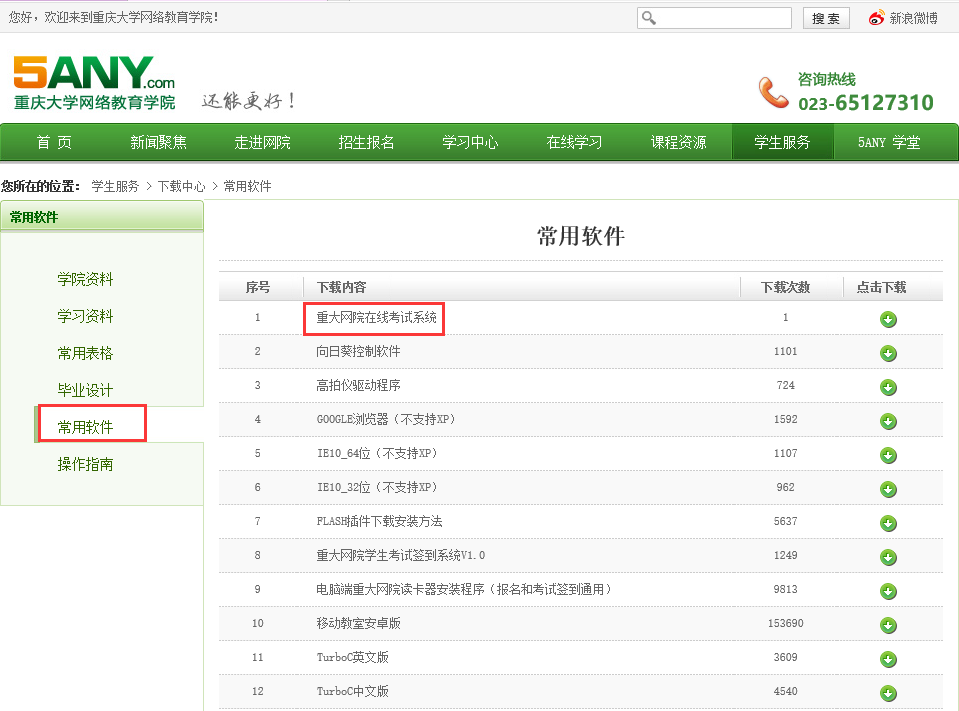 您好，欢迎来到重庆大学网络教育学院！ 搜 索 新浪微博
5ANY.com
重庆大学网络教育学院 还能更好！
咨询热线
023-65127310
首 页 新闻聚焦 走进网院 招生报名 学习中心 在线学习 课程资源 学生服务 5ANY 学堂
您所在的位置： 学生服务 > 下载中心 > 常用软件
常用软件
学院资料
学习资料
常用表格
毕业设计
常用软件
操作指南
常用软件
序号 下载内容 下载次数 点击下载
1 重大网院在线考试系统 1
2 向日葵控制软件 1101
3 高拍仪驱动程序 724
4 GOOGLE浏览器（不支持XP） 1592
5 IE10_64位（不支持XP） 1107
6 IE10_32位（不支持XP） 962
7 FLASH插件下载安装方法 5637
8 重大网院学生考试签到系统V1.0 1249
9 电脑端重大网院读卡器安装程序（报名和考试签到通用） 9813
10 移动教室安卓版 153690
11 TurboC英文版 3609
12 TurboC中文版 4540